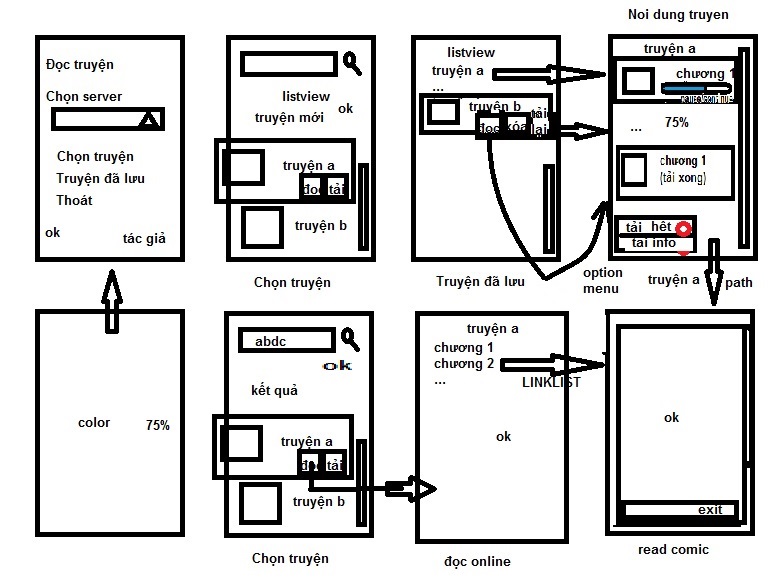 Noi dung truyen
Đọc truyện
Chọn server
Chọn truyện
Truyện đã lưu
Thoát
ok
tác giả
listview
ok
truyện mới
truyện a
đọc tải
truyện b
Chọn truyện
listview
truyện a
...
truyện b
tải
đọc xóa lại
Truyện đã lưu
truyện a
chương 1
... 75%
chương 1
(tải xong)
tải hêt
tai info
option
menu
truyện a
path
color
75%
abdc
ok
kết quả
truyện a
đọc tải
truyện b
Chọn truyện
truyện a
chương 1
chương 2
...
LINKLIST
ok
đọc online
ok
exit
read comic